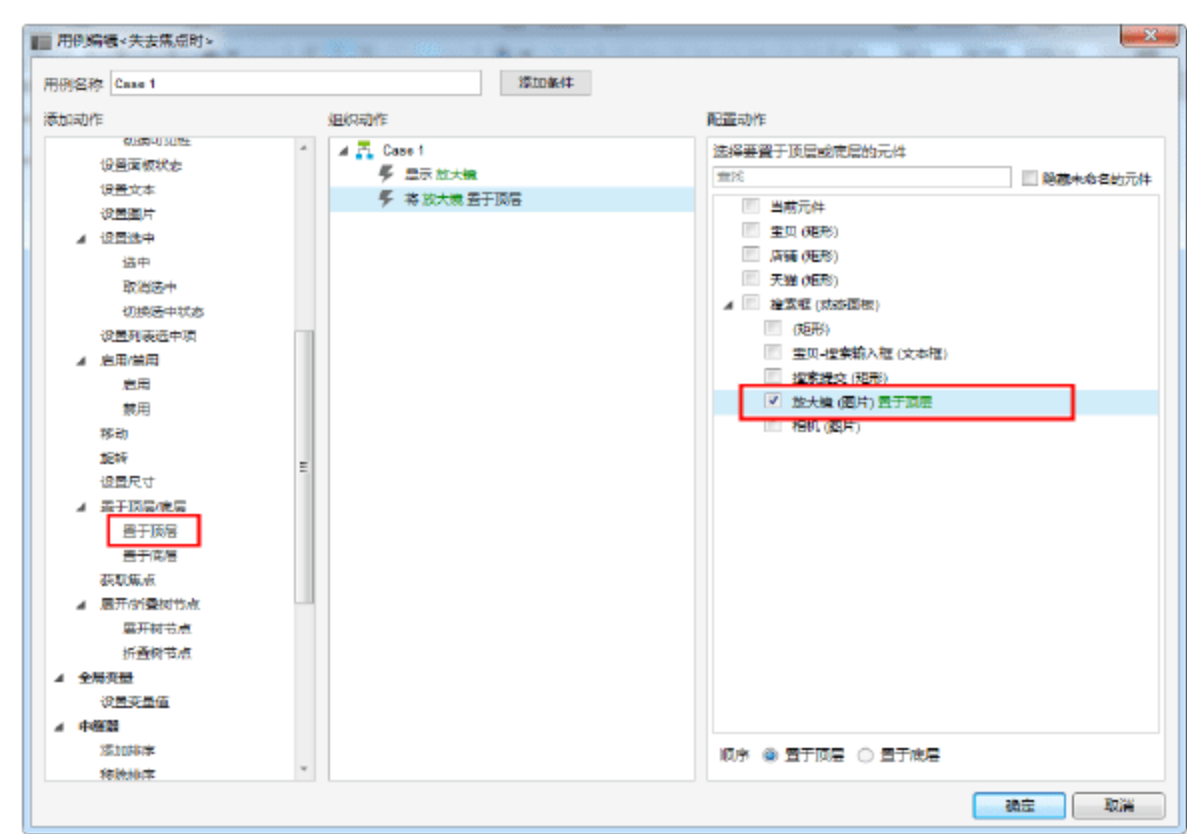 用例编辑<失去焦点时>
用例名称 Case 1 添加条件
添加动作
切换可见性
设置面板状态
设置文本
设置图片
设置选中
选中
取消选中
切换选中状态
设置列表选中项
启用/禁用
启用
禁用
移动
旋转
设置尺寸
置于顶层/底层
置于顶层
置于底层
获取焦点
展开/折叠树节点
展开树节点
折叠树节点
全局变量
设置变量值
中继器
添加排序
移除排序
组织动作
Case 1
显示 放大镜
将 放大镜 置于顶层
配置动作
选择要置于顶层或底层的元件
查找 隐藏未命名的元件
当前元件
宝贝 (矩形)
店铺 (矩形)
天猫 (矩形)
搜索框 (动态面板)
(矩形)
宝贝-搜索输入框 (文本框)
搜索提交 (矩形)
放大镜 (图片) 置于顶层
相机 (图片)
顺序 置于顶层 置于底层
确定 取消